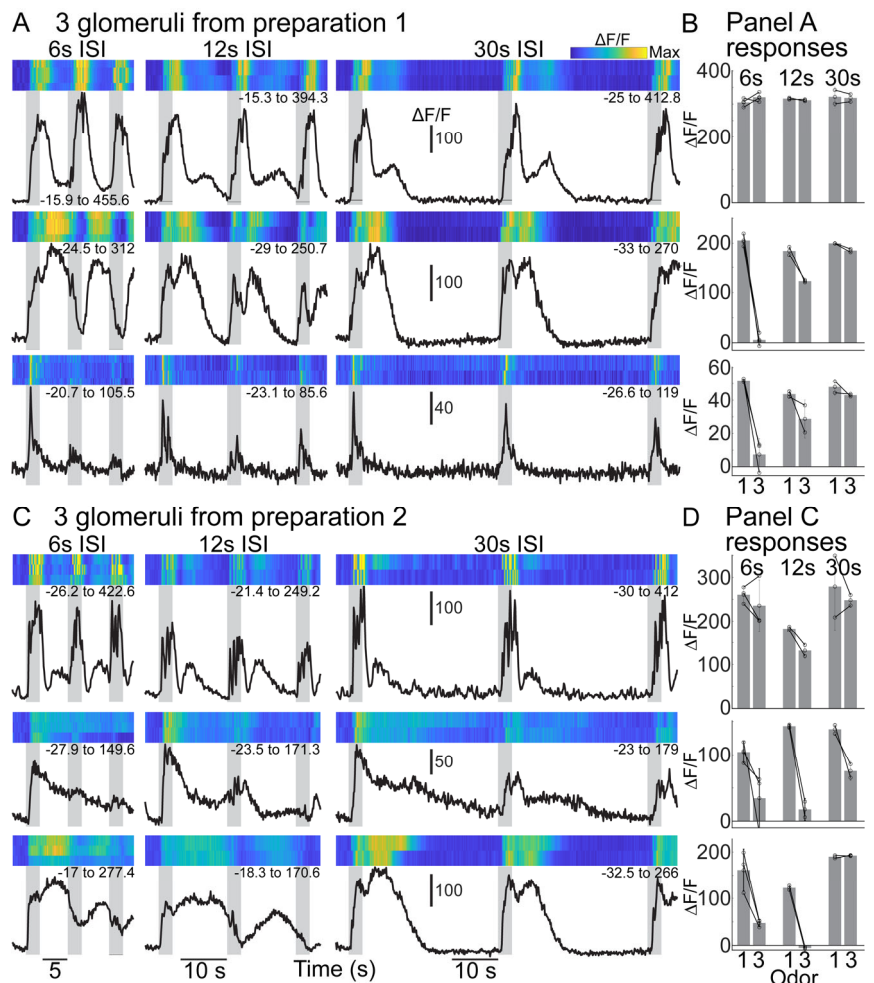 A 3 glomeruli from preparation 1
B Panel A responses
6s ISI 12s ISI 30s ISI
ΔF/F Max
-15.9 to 455.6
-15.3 to 394.3
-25 to 412.8
ΔF/F
100
-24.5 to 312
-29 to 250.7
-33 to 270
100
-20.7 to 105.5
-23.1 to 85.6
-26.6 to 119
40
6s 12s 30s
400
200
0
ΔF/F
200
100
0
ΔF/F
60
40
20
0
ΔF/F
1 3 1 3 1 3
C 3 glomeruli from preparation 2
D Panel C responses
6s ISI 12s ISI 30s ISI
-26.2 to 422.6
-21.4 to 249.2
-30 to 412
100
-27.9 to 149.6
-23.5 to 171.3
-23 to 179
50
-17 to 277.4
-18.3 to 170.6
-32.5 to 266
100
5
10 s
Time (s)
10 s
6s 12s 30s
300
200
100
0
ΔF/F
100
0
ΔF/F
200
100
0
ΔF/F
1 3 1 3 1 3
Odor